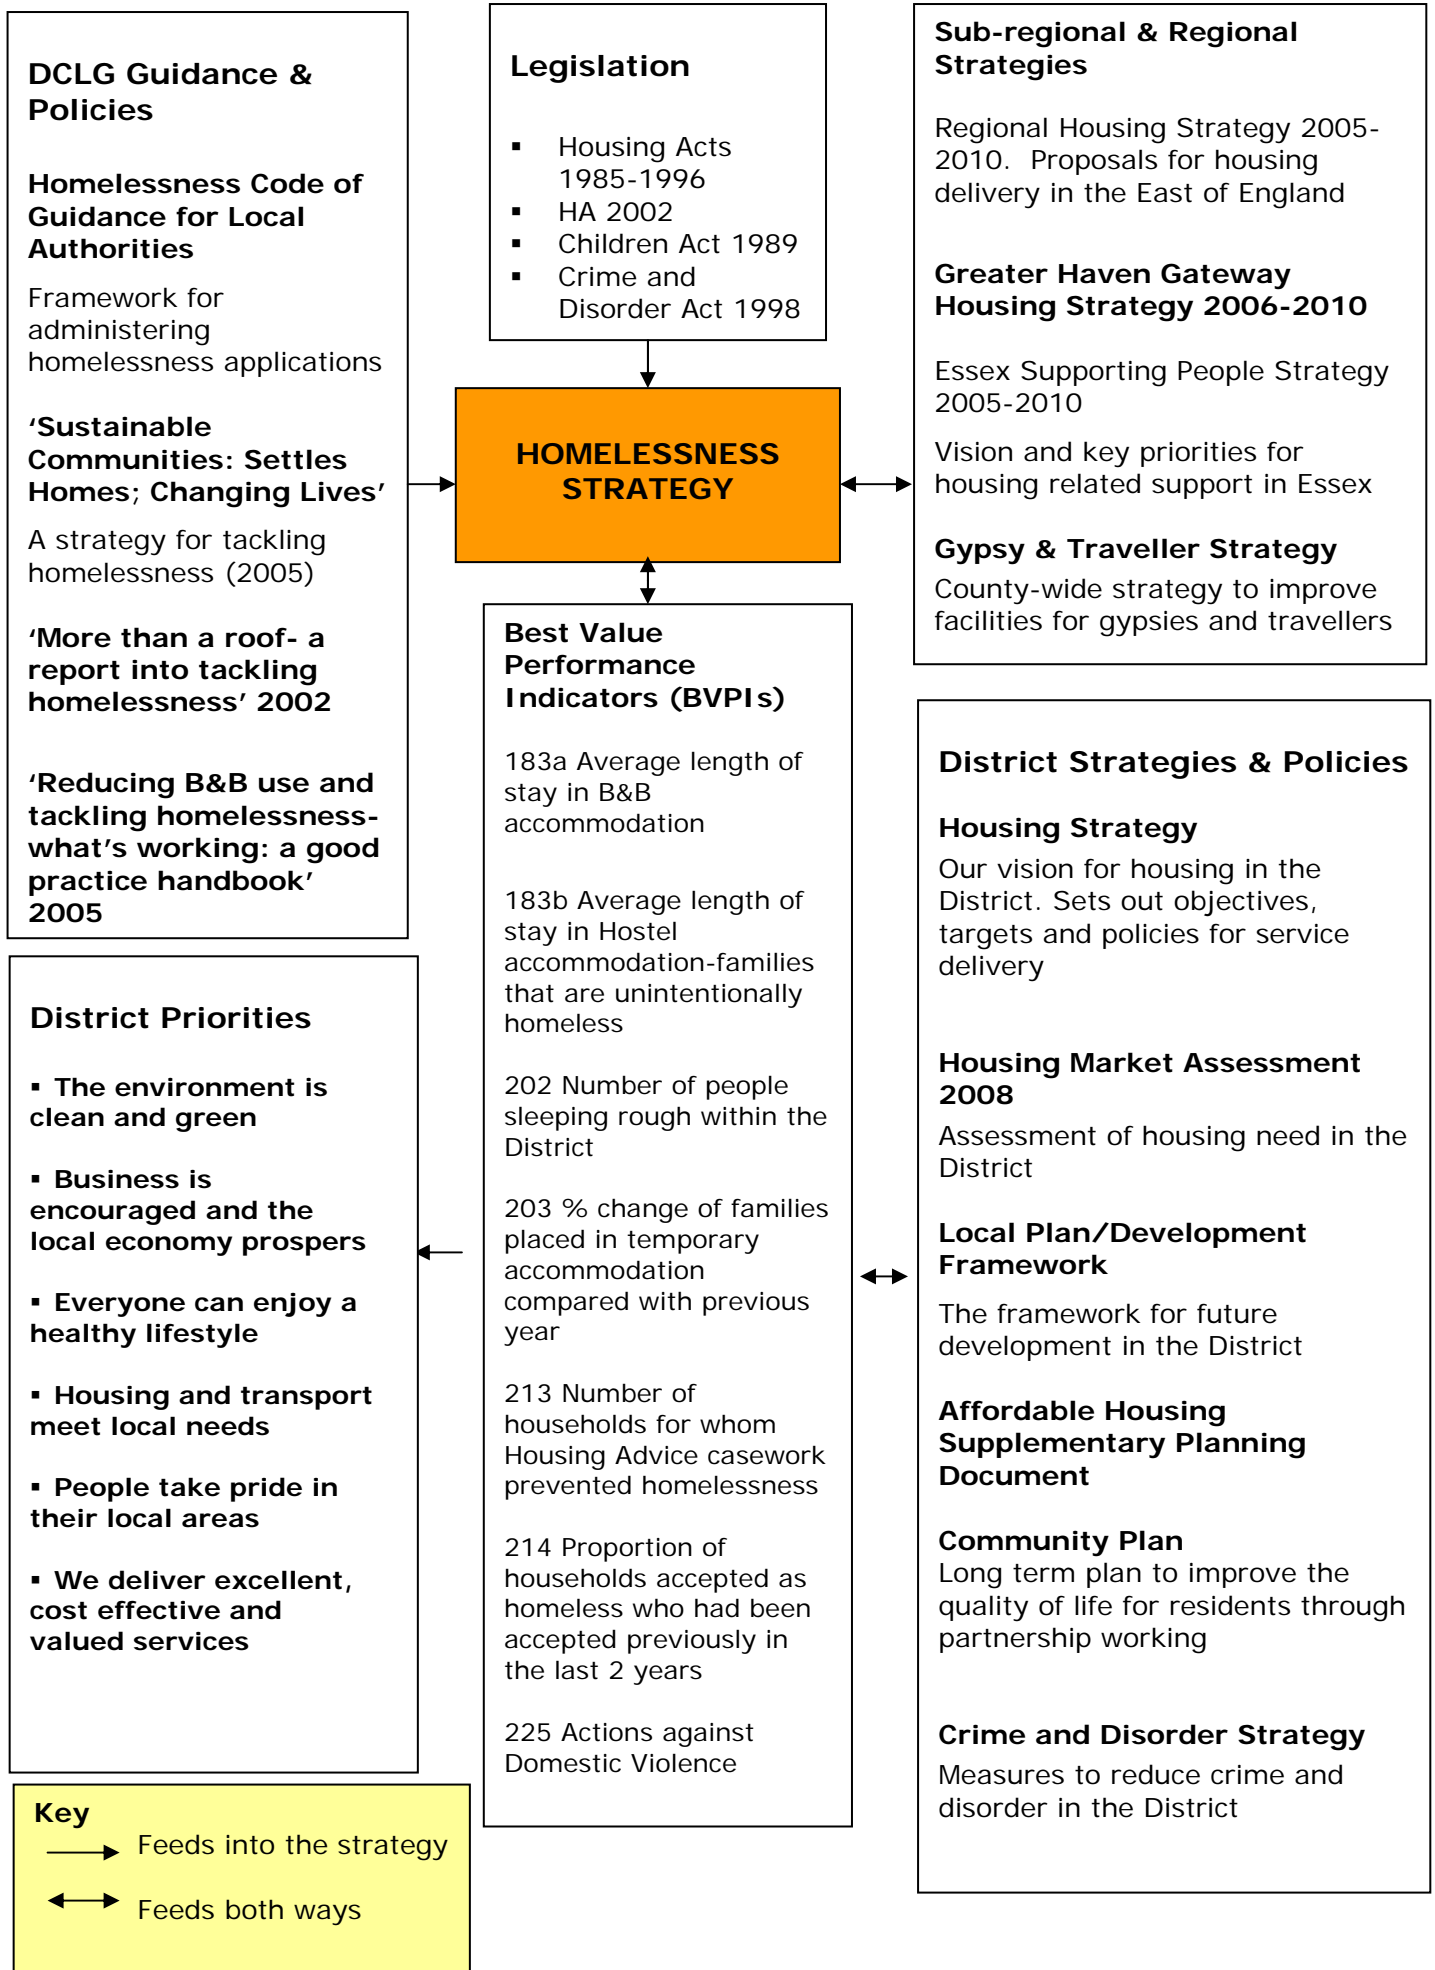 DCLG Guidance &
Policies
Homelessness Code of
Guidance for Local
Authorities
Framework for
administering
homelessness applications
‘Sustainable
Communities: Settles
Homes; Changing Lives’
A strategy for tackling
homelessness (2005)
‘More than a roof- a
report into tackling
homelessness’ 2002
‘Reducing B&B use and
tackling homelessness-
what’s working: a good
practice handbook’
2005
Legislation
▪ Housing Acts
1985-1996
▪ HA 2002
▪ Children Act 1989
▪ Crime and
Disorder Act 1998
Sub-regional & Regional
Strategies
Regional Housing Strategy 2005-
2010.  Proposals for housing
delivery in the East of England
Greater Haven Gateway
Housing Strategy 2006-2010
Essex Supporting People Strategy
2005-2010
Vision and key priorities for
housing related support in Essex
Gypsy & Traveller Strategy
County-wide strategy to improve
facilities for gypsies and travellers
HOMELESSNESS
STRATEGY
Best Value
Performance
Indicators (BVPIs)
183a Average length of
stay in B&B
accommodation
183b Average length of
stay in Hostel
accommodation-families
that are unintentionally
homeless
202 Number of people
sleeping rough within the
District
203 % change of families
placed in temporary
accommodation
compared with previous
year
213 Number of
households for whom
Housing Advice casework
prevented homelessness
214 Proportion of
households accepted as
homeless who had been
accepted previously in
the last 2 years
225 Actions against
Domestic Violence
District Strategies & Policies
Housing Strategy
Our vision for housing in the
District. Sets out objectives,
targets and policies for service
delivery
Housing Market Assessment
2008
Assessment of housing need in the
District
Local Plan/Development
Framework
The framework for future
development in the District
Affordable Housing
Supplementary Planning
Document
Community Plan
Long term plan to improve the
quality of life for residents through
partnership working
Crime and Disorder Strategy
Measures to reduce crime and
disorder in the District
District Priorities
▪ The environment is
clean and green
▪ Business is
encouraged and the
local economy prospers
▪ Everyone can enjoy a
healthy lifestyle
▪ Housing and transport
meet local needs
▪ People take pride in
their local areas
▪ We deliver excellent,
cost effective and
valued services
Key
Feeds into the strategy
Feeds both ways